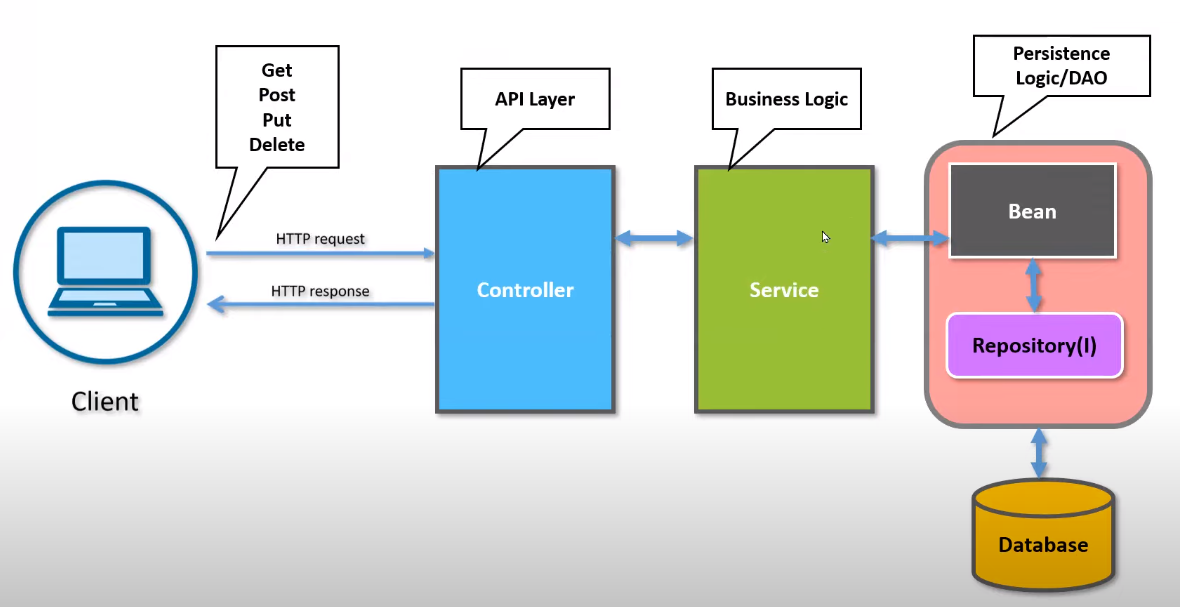 Get
Post
Put
Delete
API Layer
Business Logic
Persistence
Logic/DAO
HTTP request
HTTP response
Client
Controller
Service
Bean
Repository(I)
Database